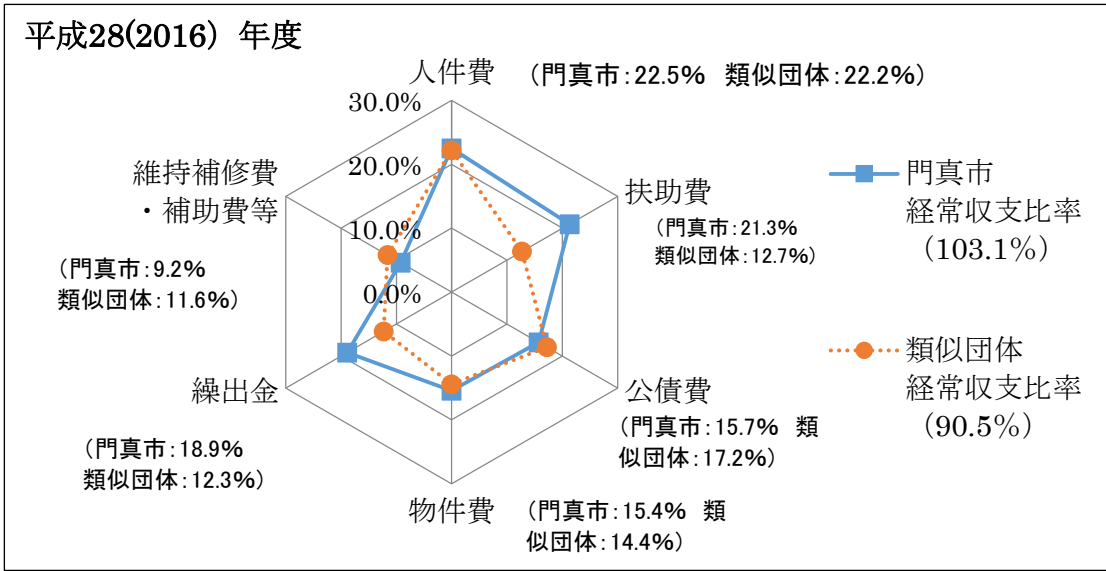 平成28(2016) 年度
人件費
(門真市:22.5% 類似団体:22.2%)
30.0%
20.0%
10.0%
0.0%
扶助費
(門真市:21.3%
類似団体:12.7%)
公債費
(門真市:15.7% 類
似団体:17.2%)
物件費
(門真市:15.4% 類
似団体:14.4%)
繰出金
(門真市:18.9%
類似団体:12.3%)
維持補修費
・補助費等
(門真市:9.2%
類似団体:11.6%)
門真市
経常収支比率
(103.1%)
類似団体
経常収支比率
(90.5%)